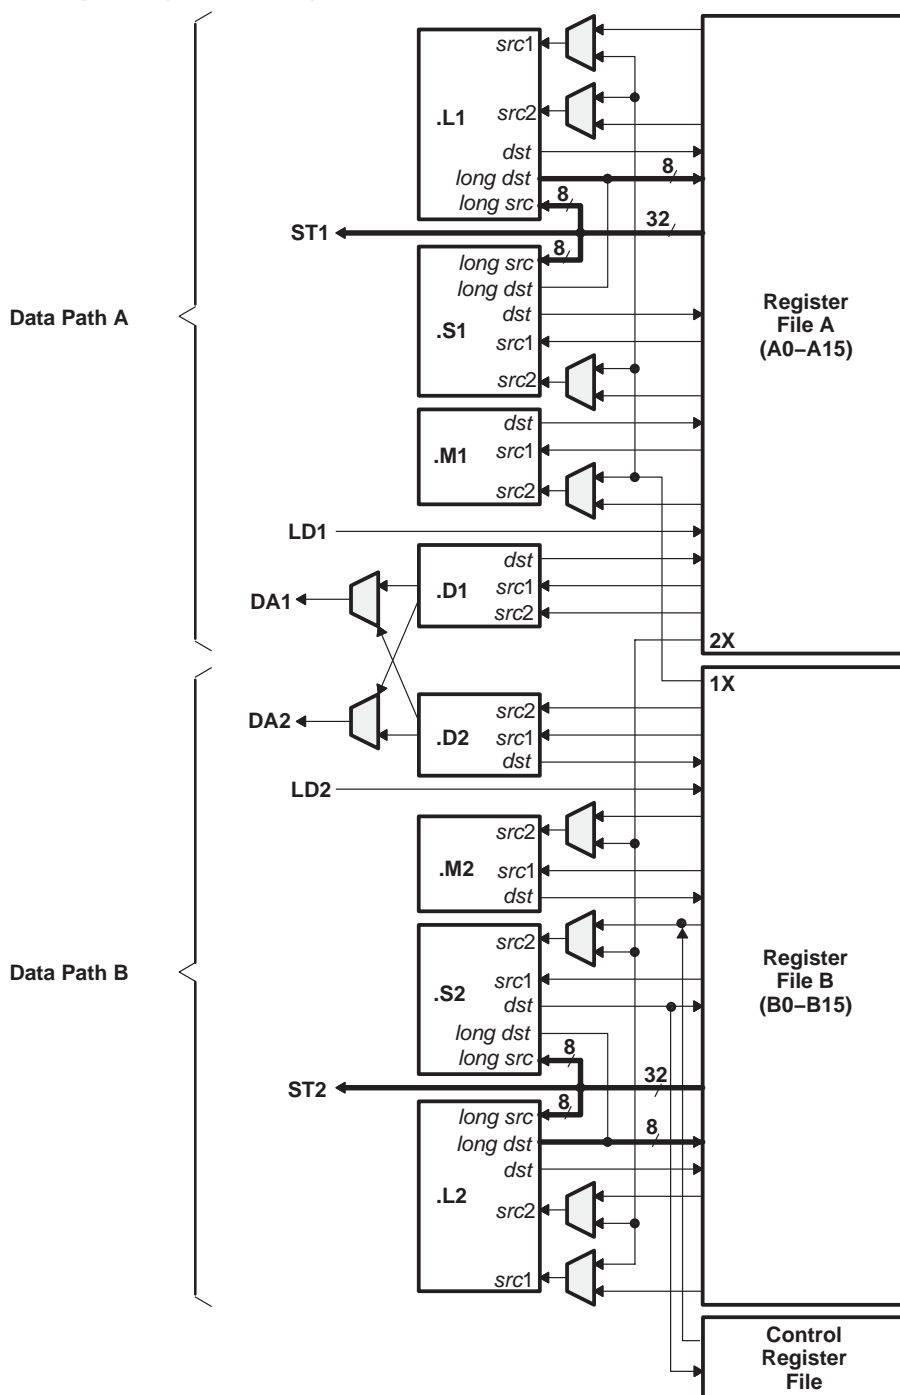 src1
.L1
src2
dst
long dst
8
long src
8
ST1
32
8
long src
long dst
dst
.S1
src1
src2
Data Path A
Register
File A
(A0–A15)
dst
.M1
src1
src2
LD1
dst
.D1
src1
src2
DA1
2X
1X
DA2
src2
.D2
src1
dst
LD2
src2
.M2
src1
dst
src2
.S2
src1
dst
long dst
long src
8
Data Path B
Register
File B
(B0–B15)
ST2
32
8
long src
long dst
8
dst
.L2
src2
src1
Control
Register
File